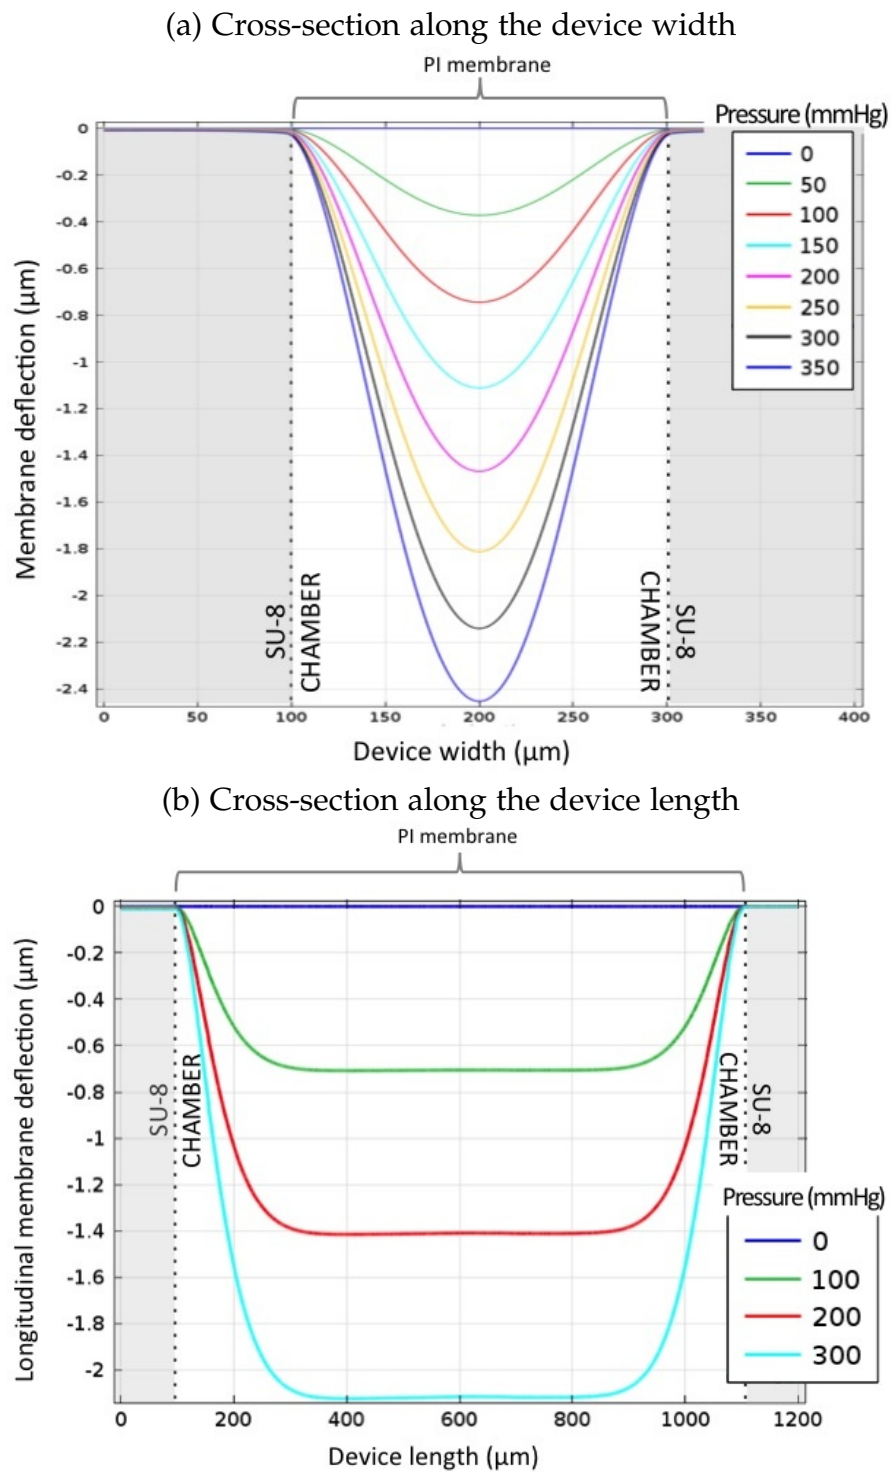 (a) Cross-section along the device width
PI membrane
Pressure (mmHg)
0
50
100
150
200
250
300
350
Membrane deflection (µm)
0
-0.2
-0.4
-0.6
-0.8
-1
-1.2
-1.4
-1.6
-1.8
-2
-2.2
-2.4
SU-8
CHAMBER
CHAMBER
SU-8
0 50 100 150 200 250 300 350 400
Device width (µm)
(b) Cross-section along the device length
PI membrane
Longitudinal membrane deflection (µm)
0
-0.2
-0.4
-0.6
-0.8
-1
-1.2
-1.4
-1.6
-1.8
-2
SU-8
CHAMBER
CHAMBER
SU-8
Pressure (mmHg)
0
100
200
300
0 200 400 600 800 1000 1200
Device length (µm)